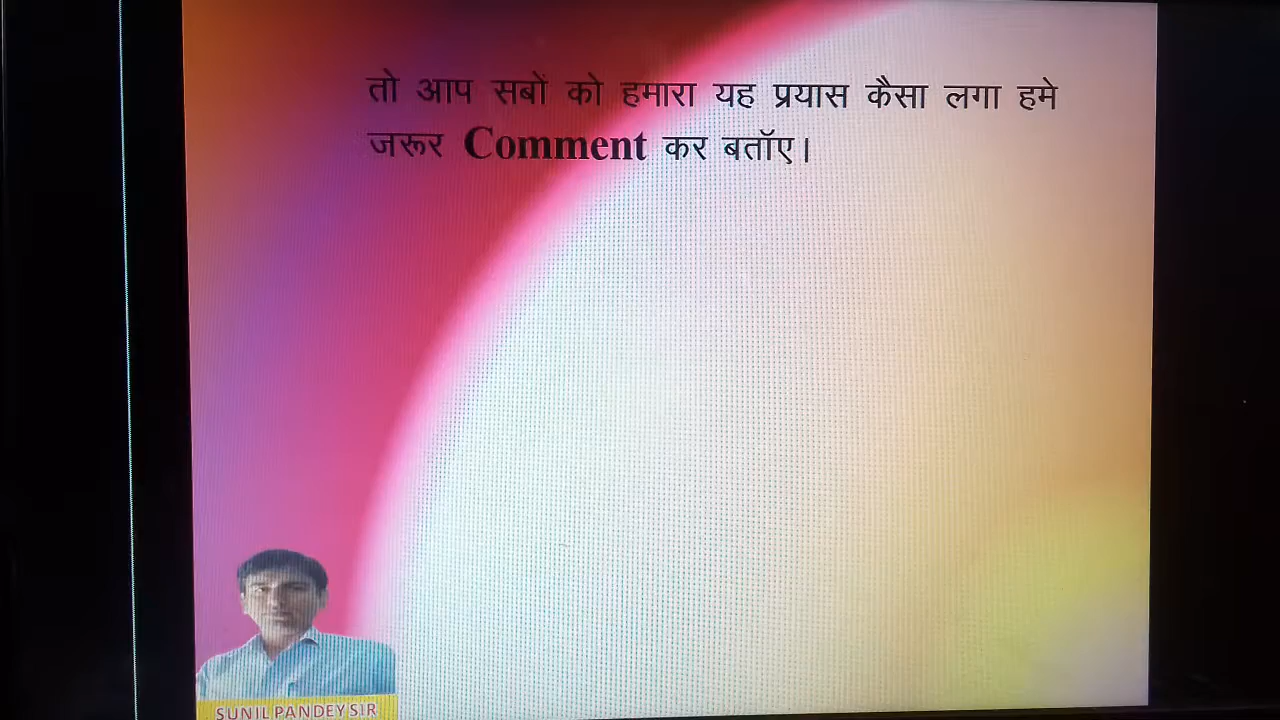 तो आप सबों को हमारा यह प्रयास कैसा लगा हमे
जरूर Comment कर बतॉए।
SUNIL PANDEY SIR